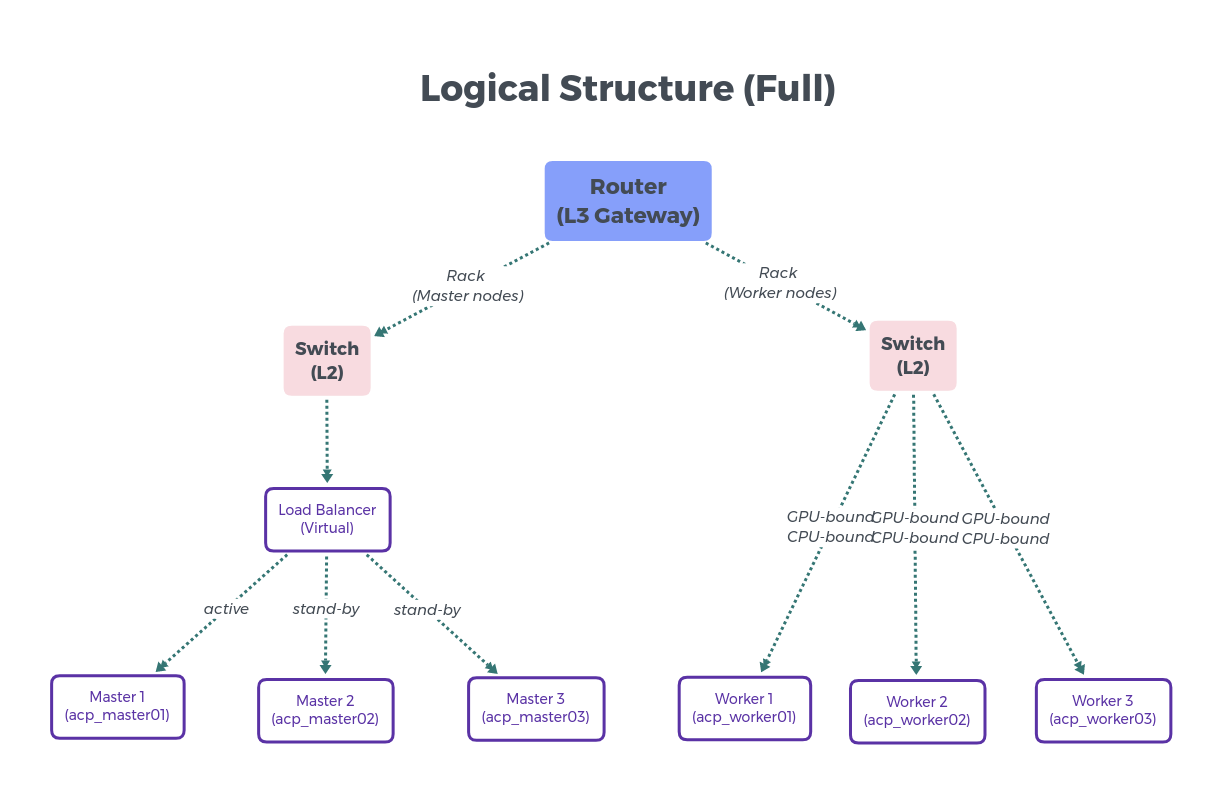 Logical Structure (Full)
Router
(L3 Gateway)
Rack
(Master nodes)
Rack
(Worker nodes)
Switch
(L2)
Switch
(L2)
Load Balancer
(Virtual)
GPU-bound
CPU-bound
GPU-bound
CPU-bound
GPU-bound
CPU-bound
active
stand-by
stand-by
Master 1
(acp_master01)
Master 2
(acp_master02)
Master 3
(acp_master03)
Worker 1
(acp_worker01)
Worker 2
(acp_worker02)
Worker 3
(acp_worker03)